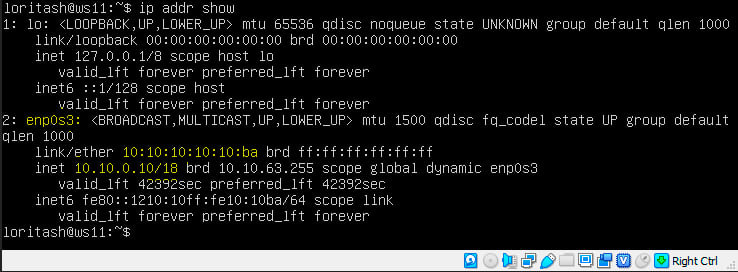 loritash@ws11:~$ ip addr show
1: lo: <LOOPBACK,UP,LOWER_UP> mtu 65536 qdisc noqueue state UNKNOWN group default qlen 1000
    link/loopback 00:00:00:00:00:00 brd 00:00:00:00:00:00
    inet 127.0.0.1/8 scope host lo
       valid_lft forever preferred_lft forever
    inet6 ::1/128 scope host
       valid_lft forever preferred_lft forever
2: enp0s3: <BROADCAST,MULTICAST,UP,LOWER_UP> mtu 1500 qdisc fq_codel state UP group default
qlen 1000
    link/ether 10:10:10:10:10:ba brd ff:ff:ff:ff:ff:ff
    inet 10.10.0.10/18 brd 10.10.63.255 scope global dynamic enp0s3
       valid_lft 42392sec preferred_lft 42392sec
    inet6 fe80::1210:10ff:fe10:10ba/64 scope link
       valid_lft forever preferred_lft forever
loritash@ws11:~$
Right Ctrl